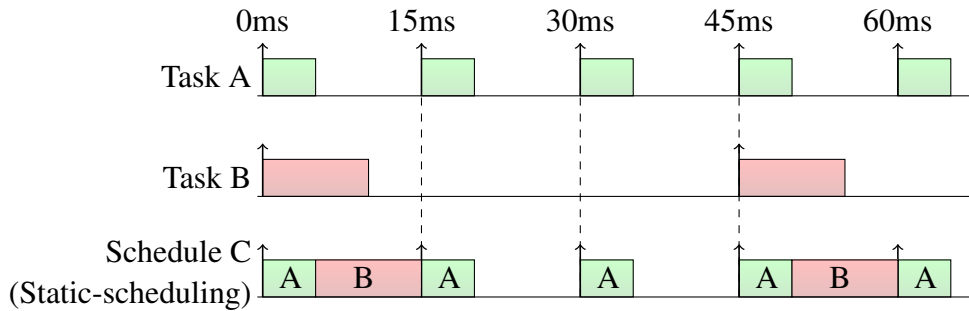 0ms 15ms 30ms 45ms 60ms
Task A
Task B
Schedule C
(Static-scheduling)
A B A A A B A